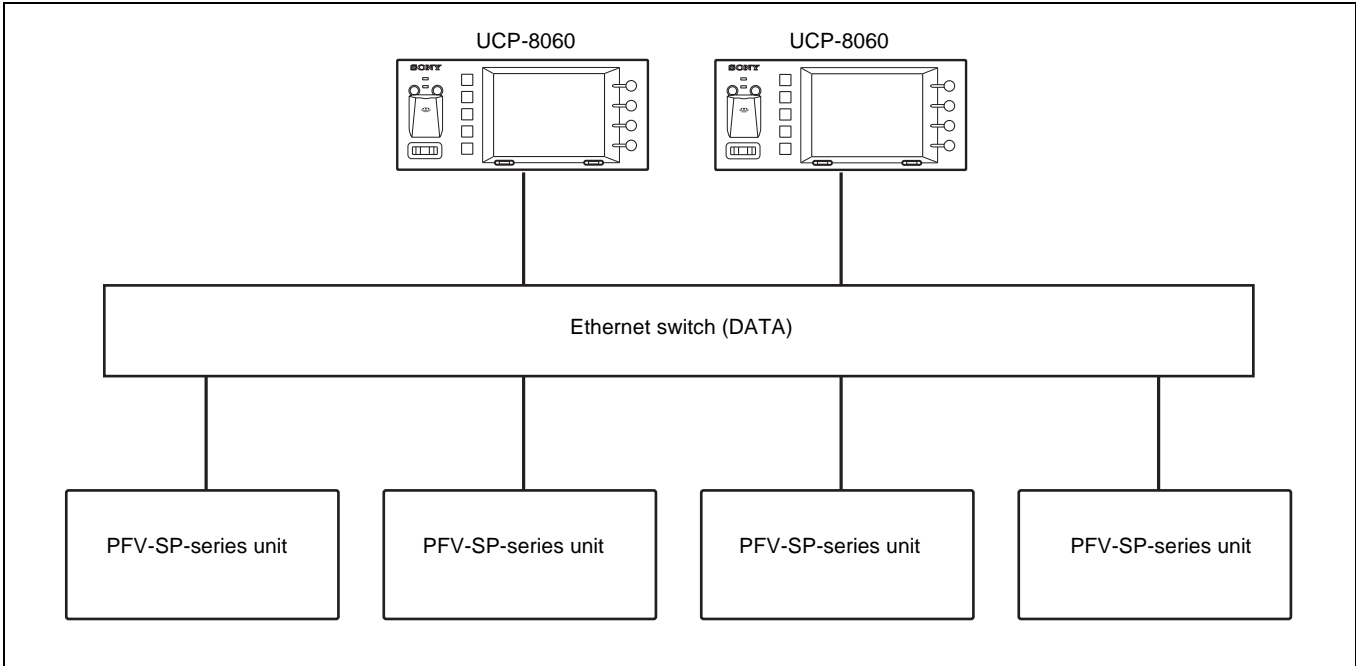 UCP-8060 UCP-8060
SONY SONY
Ethernet switch (DATA)
PFV-SP-series unit PFV-SP-series unit PFV-SP-series unit PFV-SP-series unit